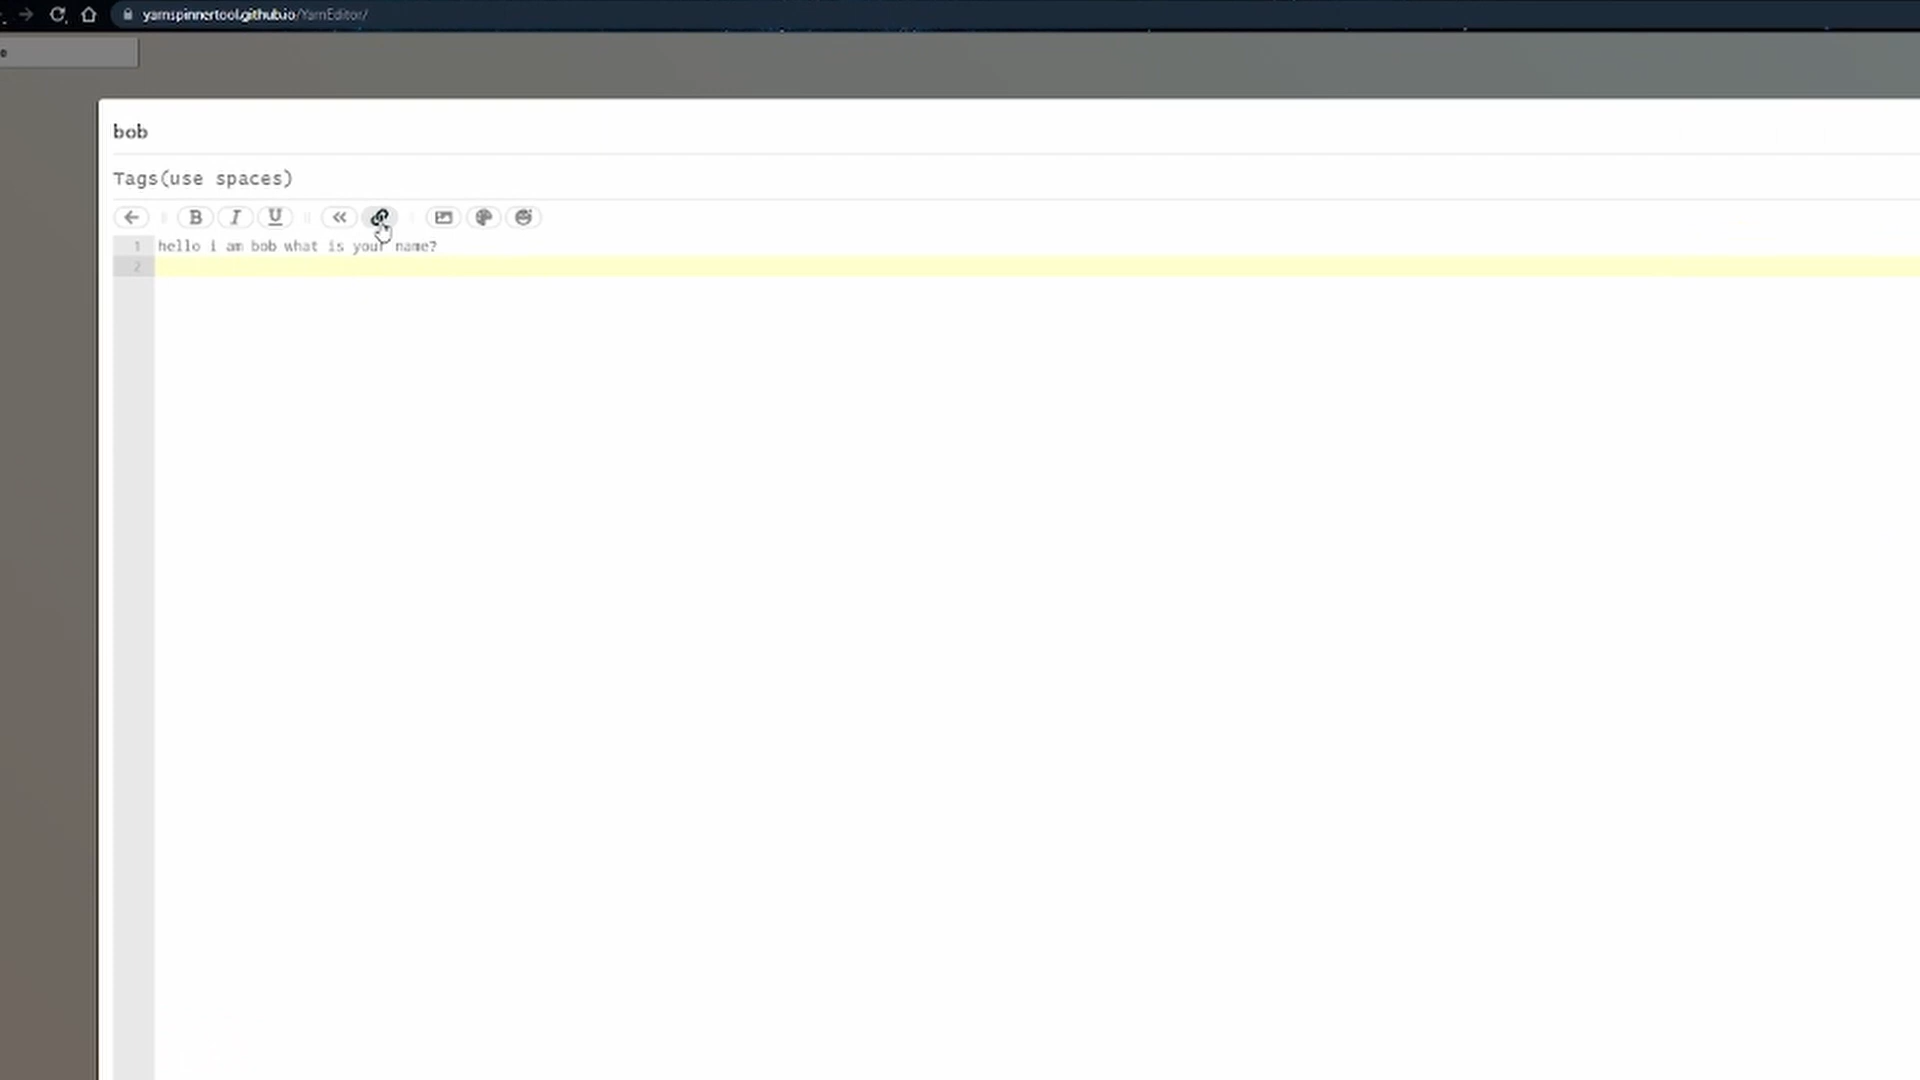 yarnspinnertool.github.io/YarnEditor/
e
bob
Tags(use spaces)
B I U
1 hello i am bob what is your name?
2